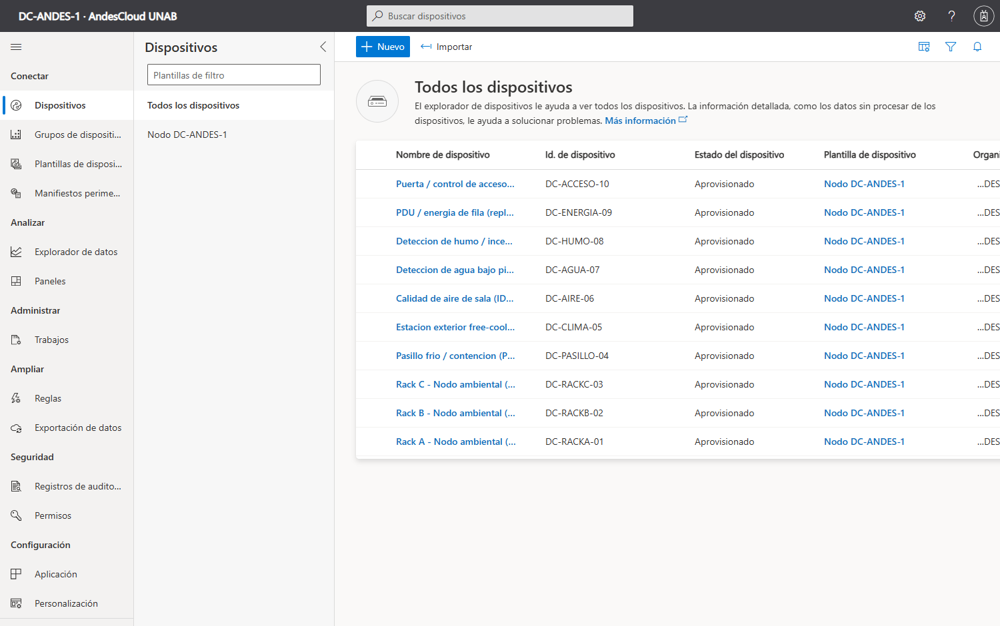 DC-ANDES-1 · AndesCloud UNAB
Buscar dispositivos
Conectar
Dispositivos
Grupos de dispositi...
Plantillas de disposi...
Manifiestos perime...
Analizar
Explorador de datos
Paneles
Administrar
Trabajos
Ampliar
Reglas
Exportación de datos
Seguridad
Registros de audito...
Permisos
Configuración
Aplicación
Personalización
Dispositivos
Plantillas de filtro
Todos los dispositivos
Nodo DC-ANDES-1
Nuevo
Importar
Todos los dispositivos
El explorador de dispositivos le ayuda a ver todos los dispositivos. La información detallada, como los datos sin procesar de los
dispositivos, le ayuda a solucionar problemas. Más información
Nombre de dispositivo Id. de dispositivo Estado del dispositivo Plantilla de dispositivo Organi
Puerta / control de acceso... DC-ACCESO-10 Aprovisionado Nodo DC-ANDES-1 ...DES
PDU / energia de fila (repl... DC-ENERGIA-09 Aprovisionado Nodo DC-ANDES-1 ...DES
Deteccion de humo / ince... DC-HUMO-08 Aprovisionado Nodo DC-ANDES-1 ...DES
Deteccion de agua bajo pi... DC-AGUA-07 Aprovisionado Nodo DC-ANDES-1 ...DES
Calidad de aire de sala (ID... DC-AIRE-06 Aprovisionado Nodo DC-ANDES-1 ...DES
Estacion exterior free-cool... DC-CLIMA-05 Aprovisionado Nodo DC-ANDES-1 ...DES
Pasillo frio / contencion (P... DC-PASILLO-04 Aprovisionado Nodo DC-ANDES-1 ...DES
Rack C - Nodo ambiental (... DC-RACKC-03 Aprovisionado Nodo DC-ANDES-1 ...DES
Rack B - Nodo ambiental (... DC-RACKB-02 Aprovisionado Nodo DC-ANDES-1 ...DES
Rack A - Nodo ambiental (... DC-RACKA-01 Aprovisionado Nodo DC-ANDES-1 ...DES